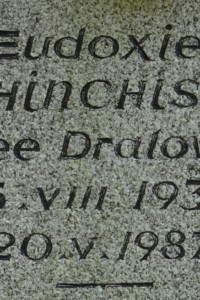 Eudoxie
HINCHIS
ee Dralov
5.VIII.193
20.V.1987